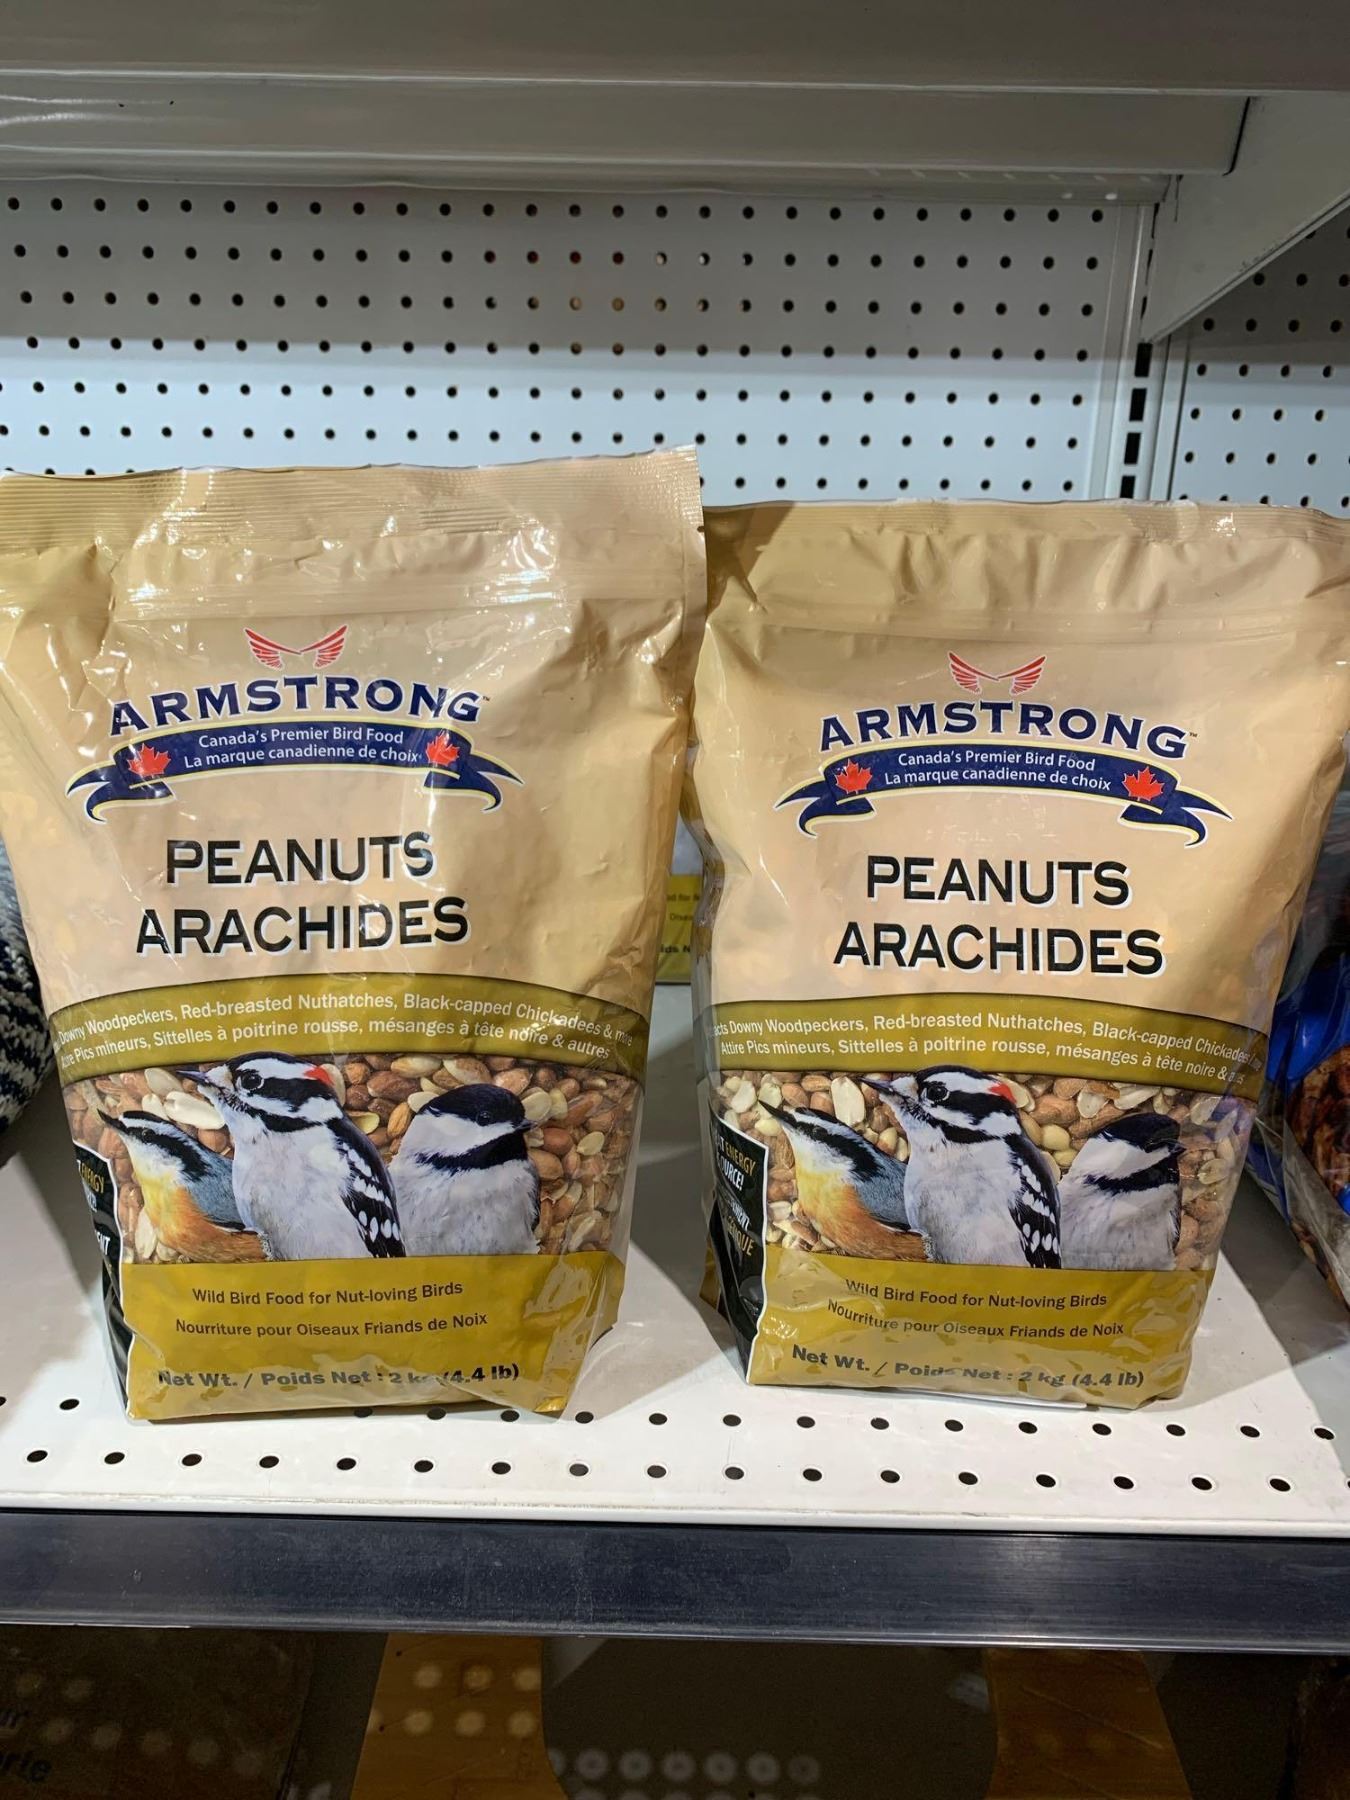 ARMSTRONG™
Canada's Premier Bird Food
La marque canadienne de choix
PEANUTS
ARACHIDES
Downy Woodpeckers, Red-breasted Nuthatches, Black-capped Chickadees &
Attire Pics mineurs, Sittelles à poitrine rousse, mésanges à tête noire & autres
ENERGY
Wild Bird Food for Nut-loving Birds
Nourriture pour Oiseaux Friands de Noix
Net Wt. / Poids Net : 2 kg (4.4 lb)
ARMSTRONG™
Canada's Premier Bird Food
La marque canadienne de choix
PEANUTS
ARACHIDES
Downy Woodpeckers, Red-breasted Nuthatches, Black-capped Chickadees
Attire Pics mineurs, Sittelles à poitrine rousse, mésanges à tête noire &
ENERGY
Wild Bird Food for Nut-loving Birds
Nourriture pour Oiseaux Friands de Noix
Net Wt. / Poids Net : 2 kg (4.4 lb)